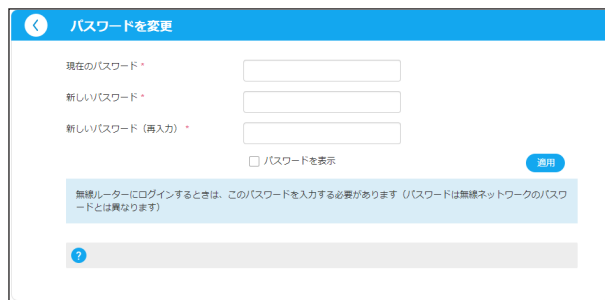 パスワードを変更
現在のパスワード *
新しいパスワード *
新しいパスワード（再入力） *
パスワードを表示
適用
無線ルーターにログインするときは、このパスワードを入力する必要があります（パスワードは無線ネットワークのパスワ
ードとは異なります）
?